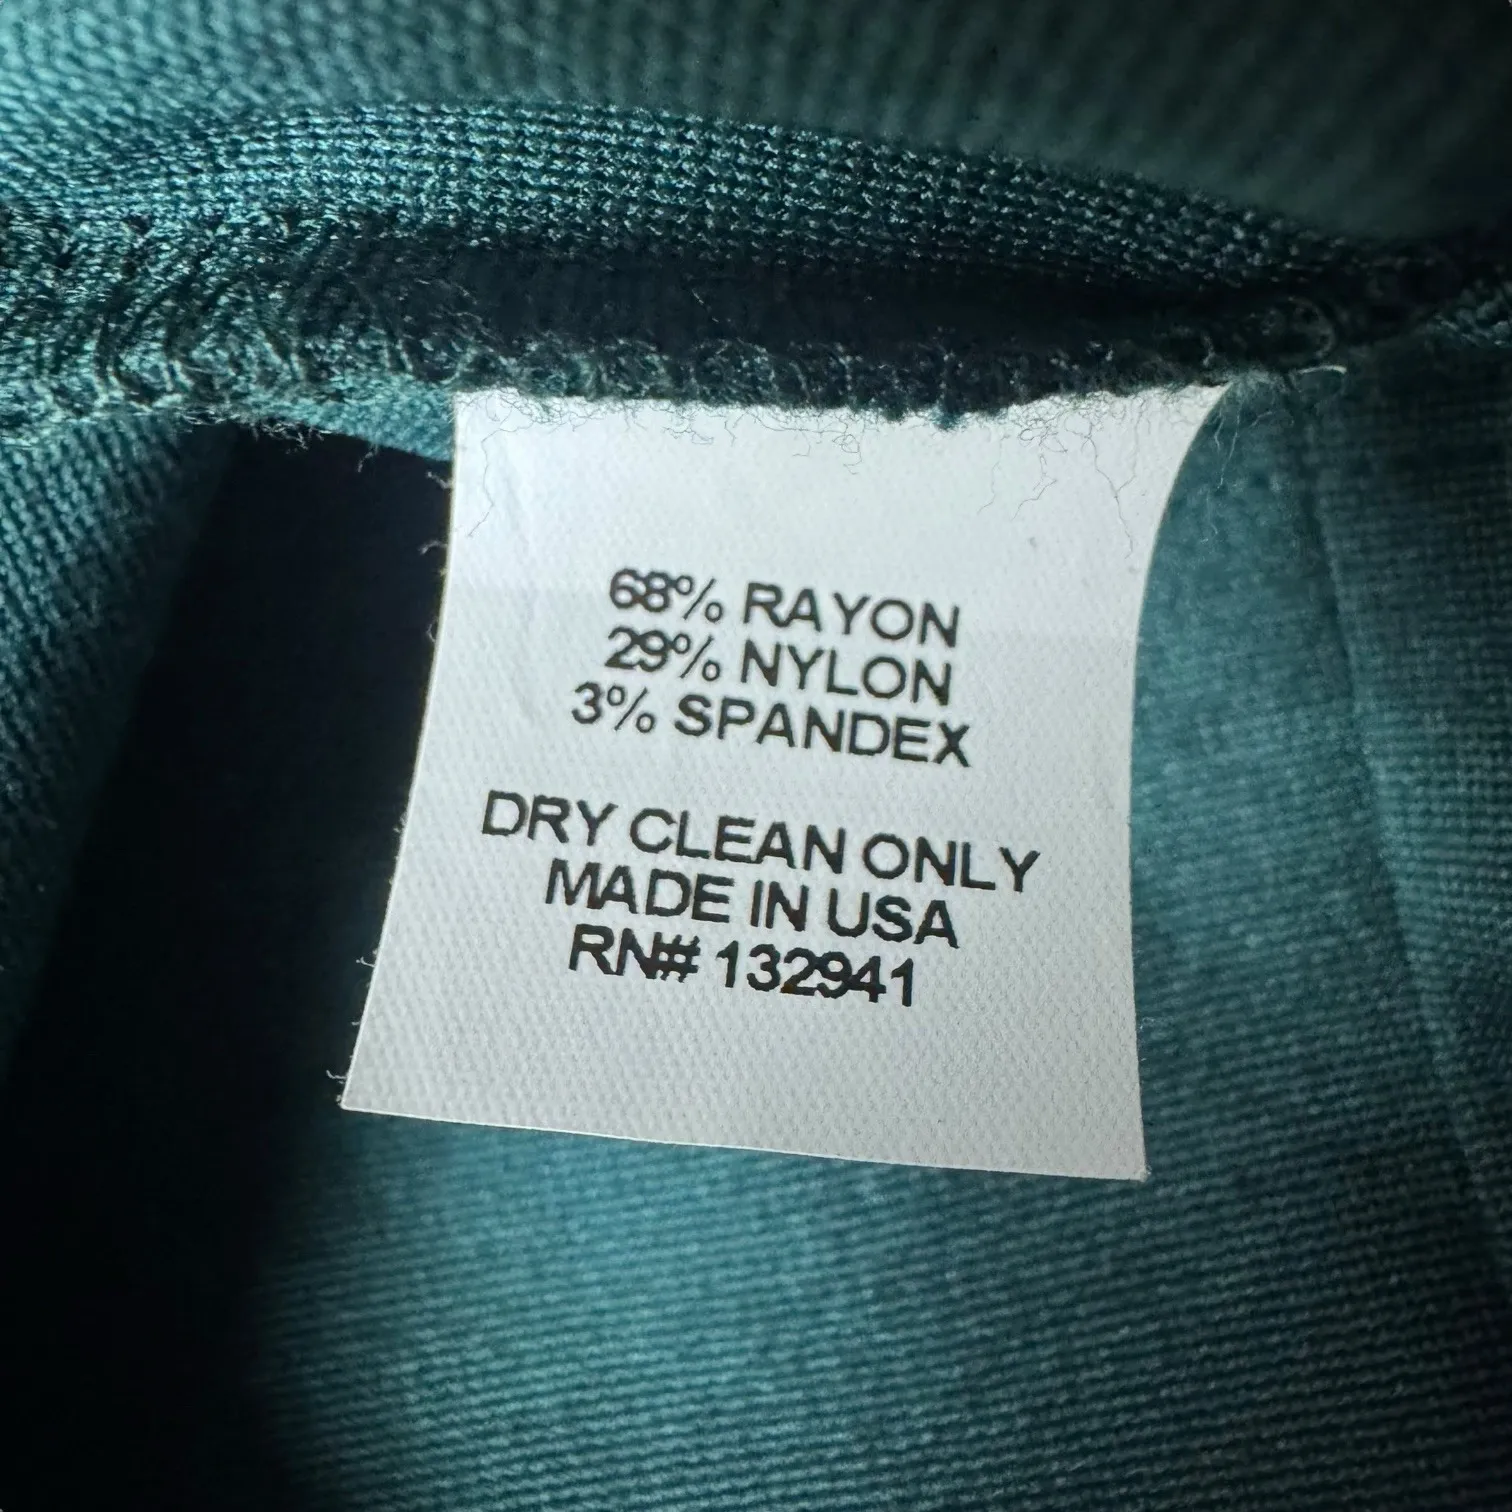 68% RAYON
29% NYLON
3% SPANDEX
DRY CLEAN ONLY
MADE IN USA
RN# 132941